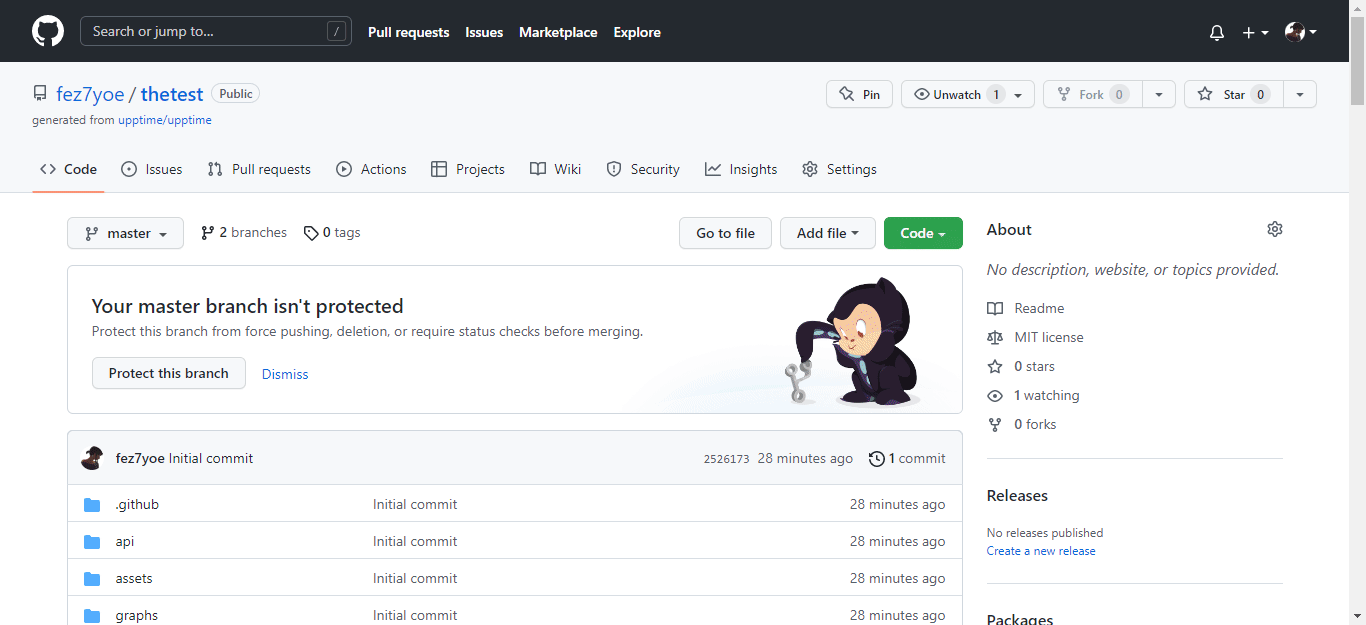 Search or jump to... / Pull requests Issues Marketplace Explore
fez7yoe / thetest Public Pin Unwatch 1 Fork 0 Star 0
generated from upptime/upptime
Code Issues Pull requests Actions Projects Wiki Security Insights Settings
master 2 branches 0 tags Go to file Add file Code
Your master branch isn't protected
Protect this branch from force pushing, deletion, or require status checks before merging.
Protect this branch Dismiss
fez7yoe Initial commit 2526173 28 minutes ago 1 commit
.github Initial commit 28 minutes ago
api Initial commit 28 minutes ago
assets Initial commit 28 minutes ago
graphs Initial commit 28 minutes ago
About
No description, website, or topics provided.
Readme
MIT license
0 stars
1 watching
0 forks
Releases
No releases published
Create a new release
Packages